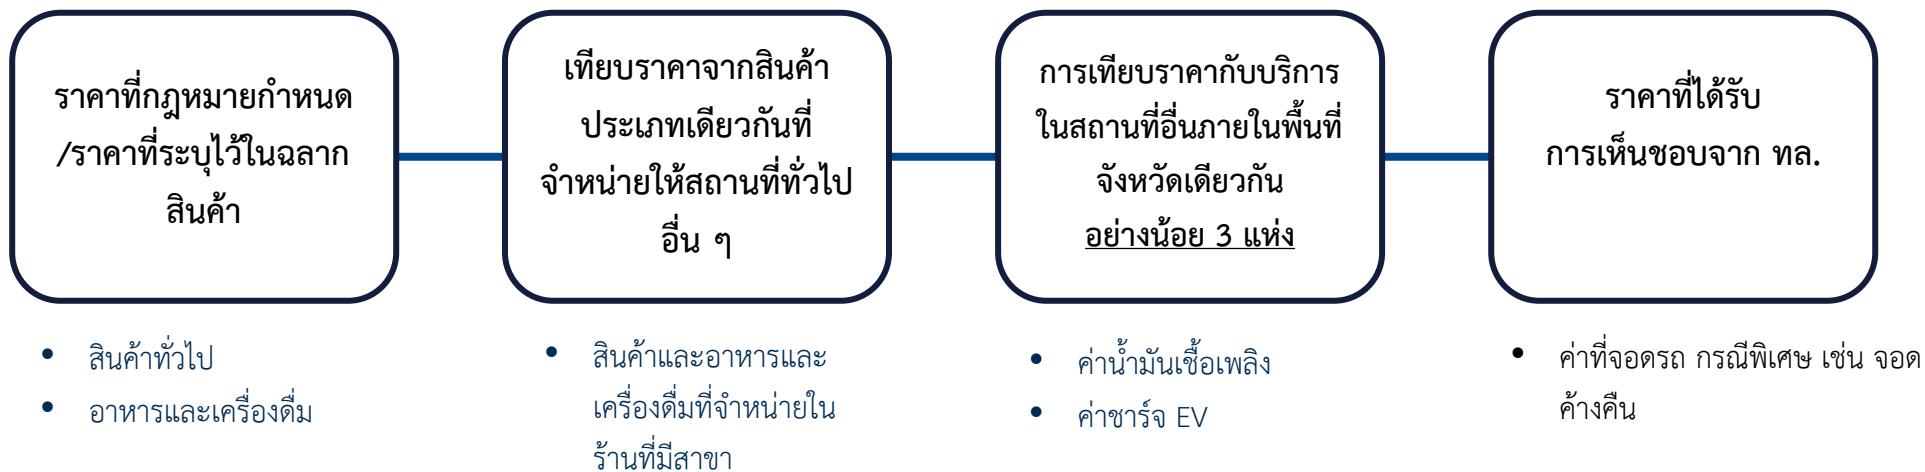 ราคาที่กฎหมายกำหนด
/ราคาที่ระบุไว้ในฉลาก
สินค้า
• สินค้าทั่วไป
• อาหารและเครื่องดื่ม
เทียบราคาจากสินค้า
ประเภทเดียวกันที่
จำหน่ายให้สถานที่ทั่วไป
อื่น ๆ
• สินค้าและอาหารและ
เครื่องดื่มที่จำหน่ายใน
ร้านที่มีสาขา
การเทียบราคากับบริการ
ในสถานที่อื่นภายในพื้นที่
จังหวัดเดียวกัน
อย่างน้อย 3 แห่ง
• ค่าน้ำมันเชื้อเพลิง
• ค่าชาร์จ EV
ราคาที่ได้รับ
การเห็นชอบจาก ทล.
• ค่าที่จอดรถ กรณีพิเศษ เช่น จอด
ค้างคืน